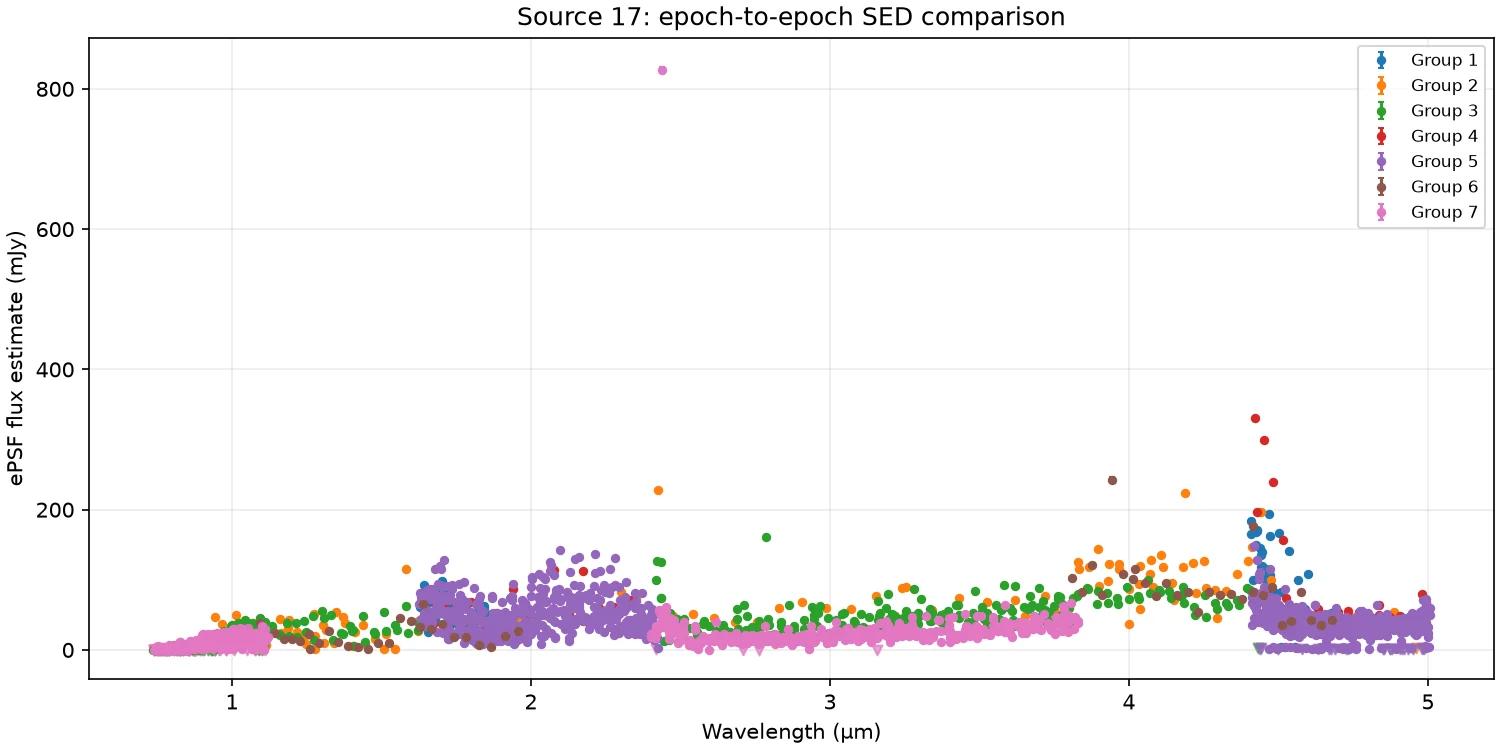 Source 17: epoch-to-epoch SED comparison
ePSF flux estimate (mJy)
800
600
400
200
0
Group 1
Group 2
Group 3
Group 4
Group 5
Group 6
Group 7
1 2 3 4 5
Wavelength (μm)